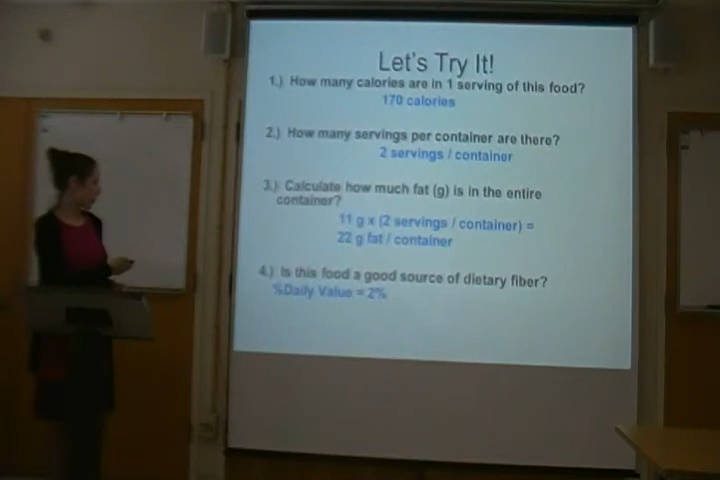 Let's Try It!
1.) How many calories are in 1 serving of this food?
170 calories
2.) How many servings per container are there?
2 servings / container
3.) Calculate how much fat (g) is in the entire
container?
11 g x (2 servings / container) =
22 g fat / container
4.) Is this food a good source of dietary fiber?
%Daily Value = 2%